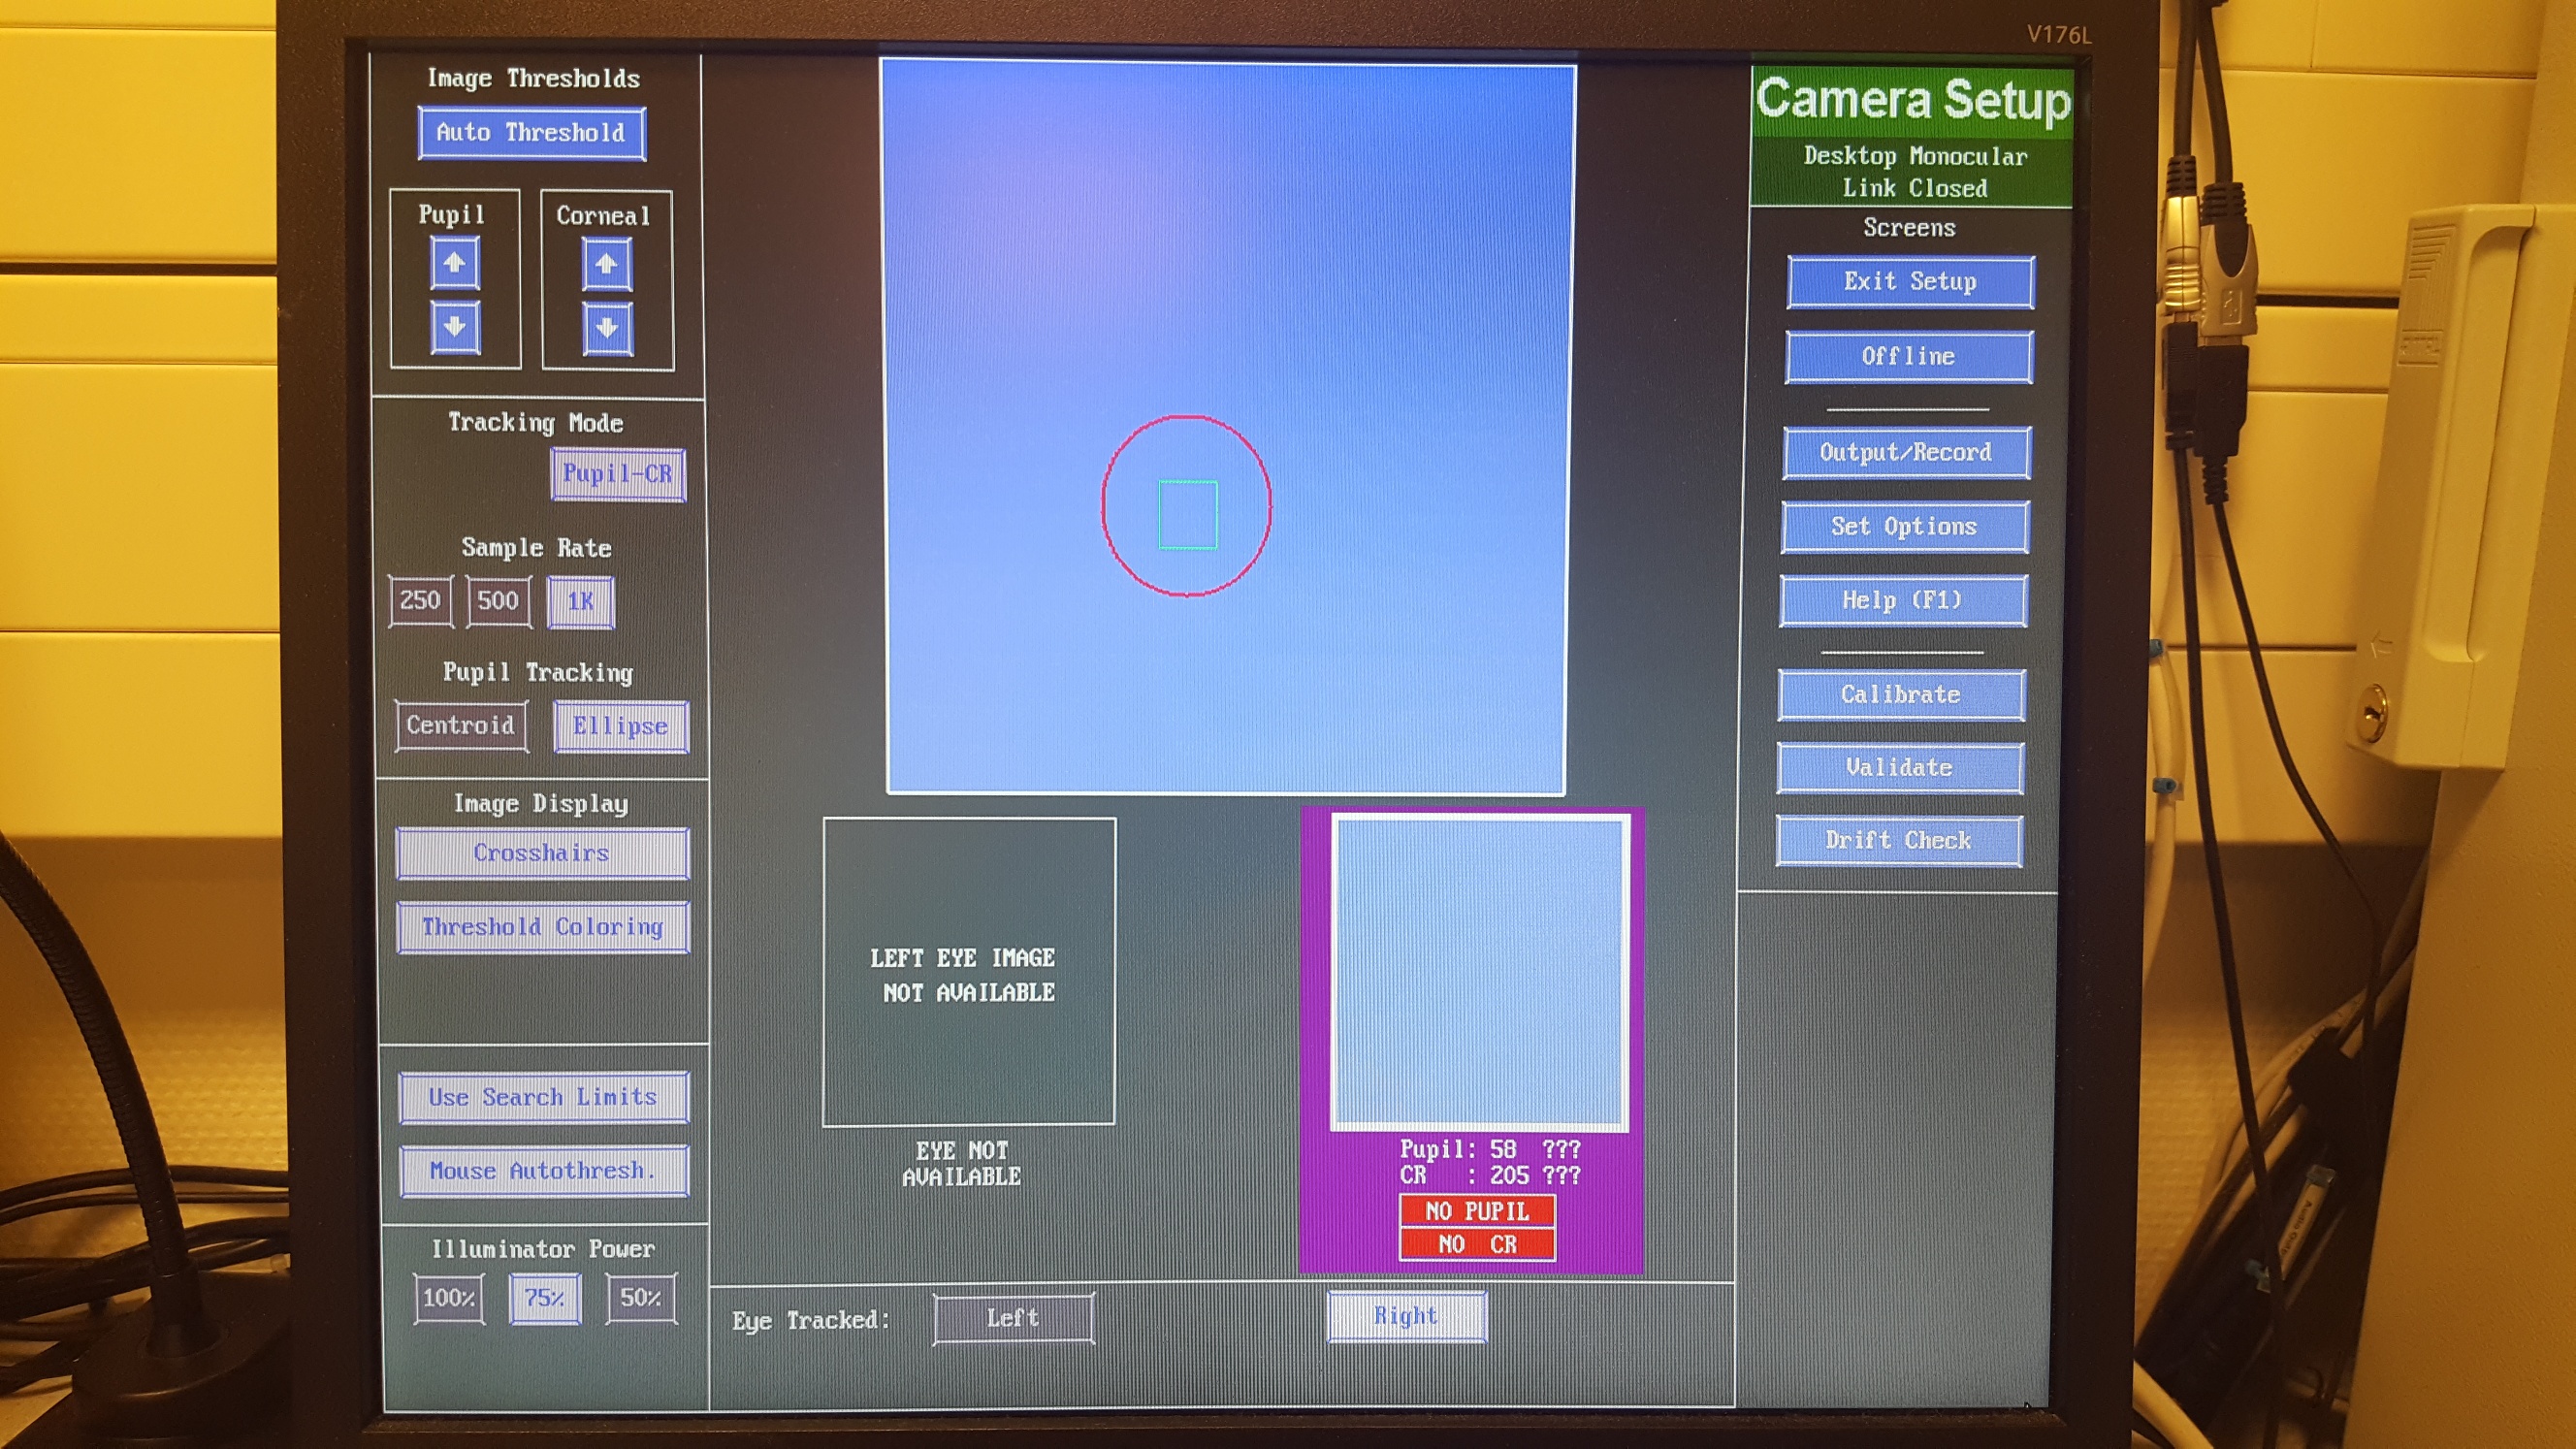 V176L
Image Thresholds
Auto Threshold
Pupil
Corneal
Tracking Mode
Pupil-CR
Sample Rate
250
500
1K
Pupil Tracking
Centroid
Ellipse
Image Display
Crosshairs
Threshold Coloring
Use Search Limits
Mouse Autothresh.
Illuminator Power
100%
75%
50%
LEFT EYE IMAGE
NOT AVAILABLE
EYE NOT
AVAILABLE
Pupil: 58 ???
CR : 205 ???
NO PUPIL
NO CR
Eye Tracked:
Left
Right
Camera Setup
Desktop Monocular
Link Closed
Screens
Exit Setup
Offline
Output/Record
Set Options
Help (F1)
Calibrate
Validate
Drift Check